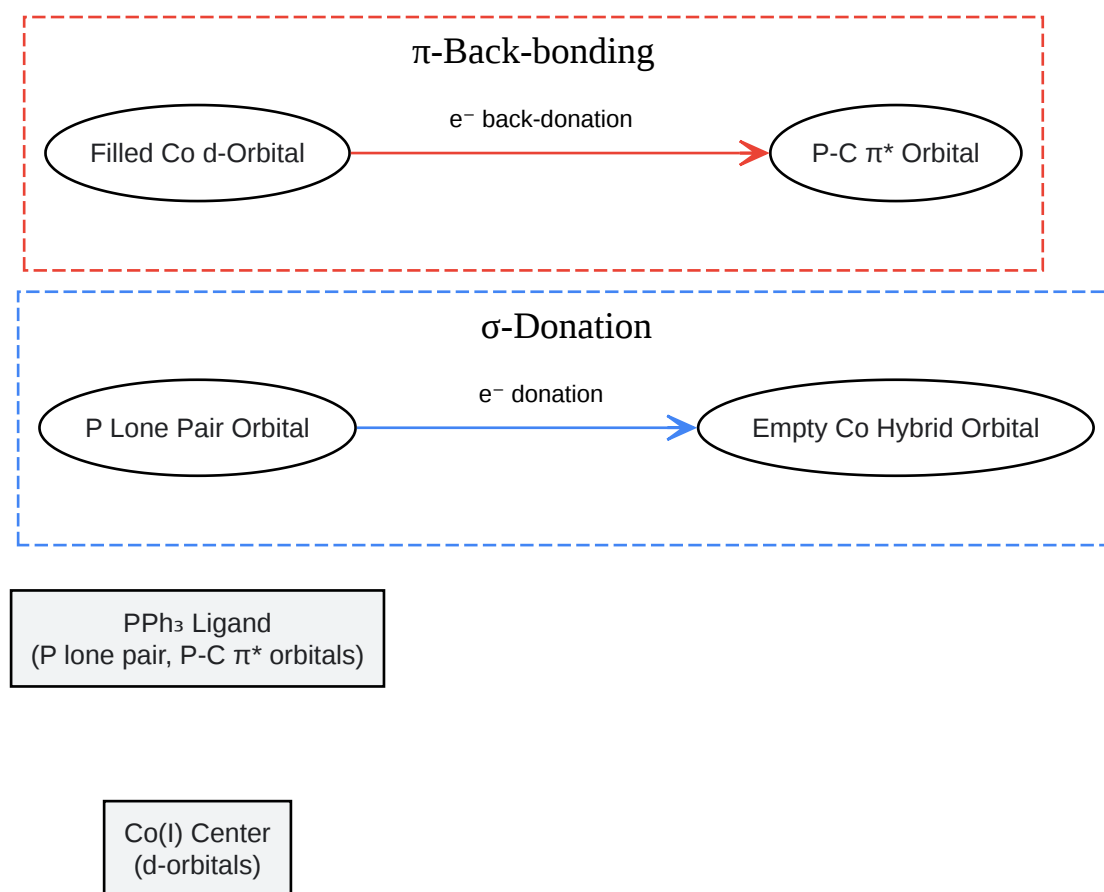 π-Back-bonding
e⁻ back-donation
Filled Co d-Orbital
P-C π* Orbital
σ-Donation
e⁻ donation
P Lone Pair Orbital
Empty Co Hybrid Orbital
PPh₃ Ligand
(P lone pair, P-C π* orbitals)
Co(I) Center
(d-orbitals)